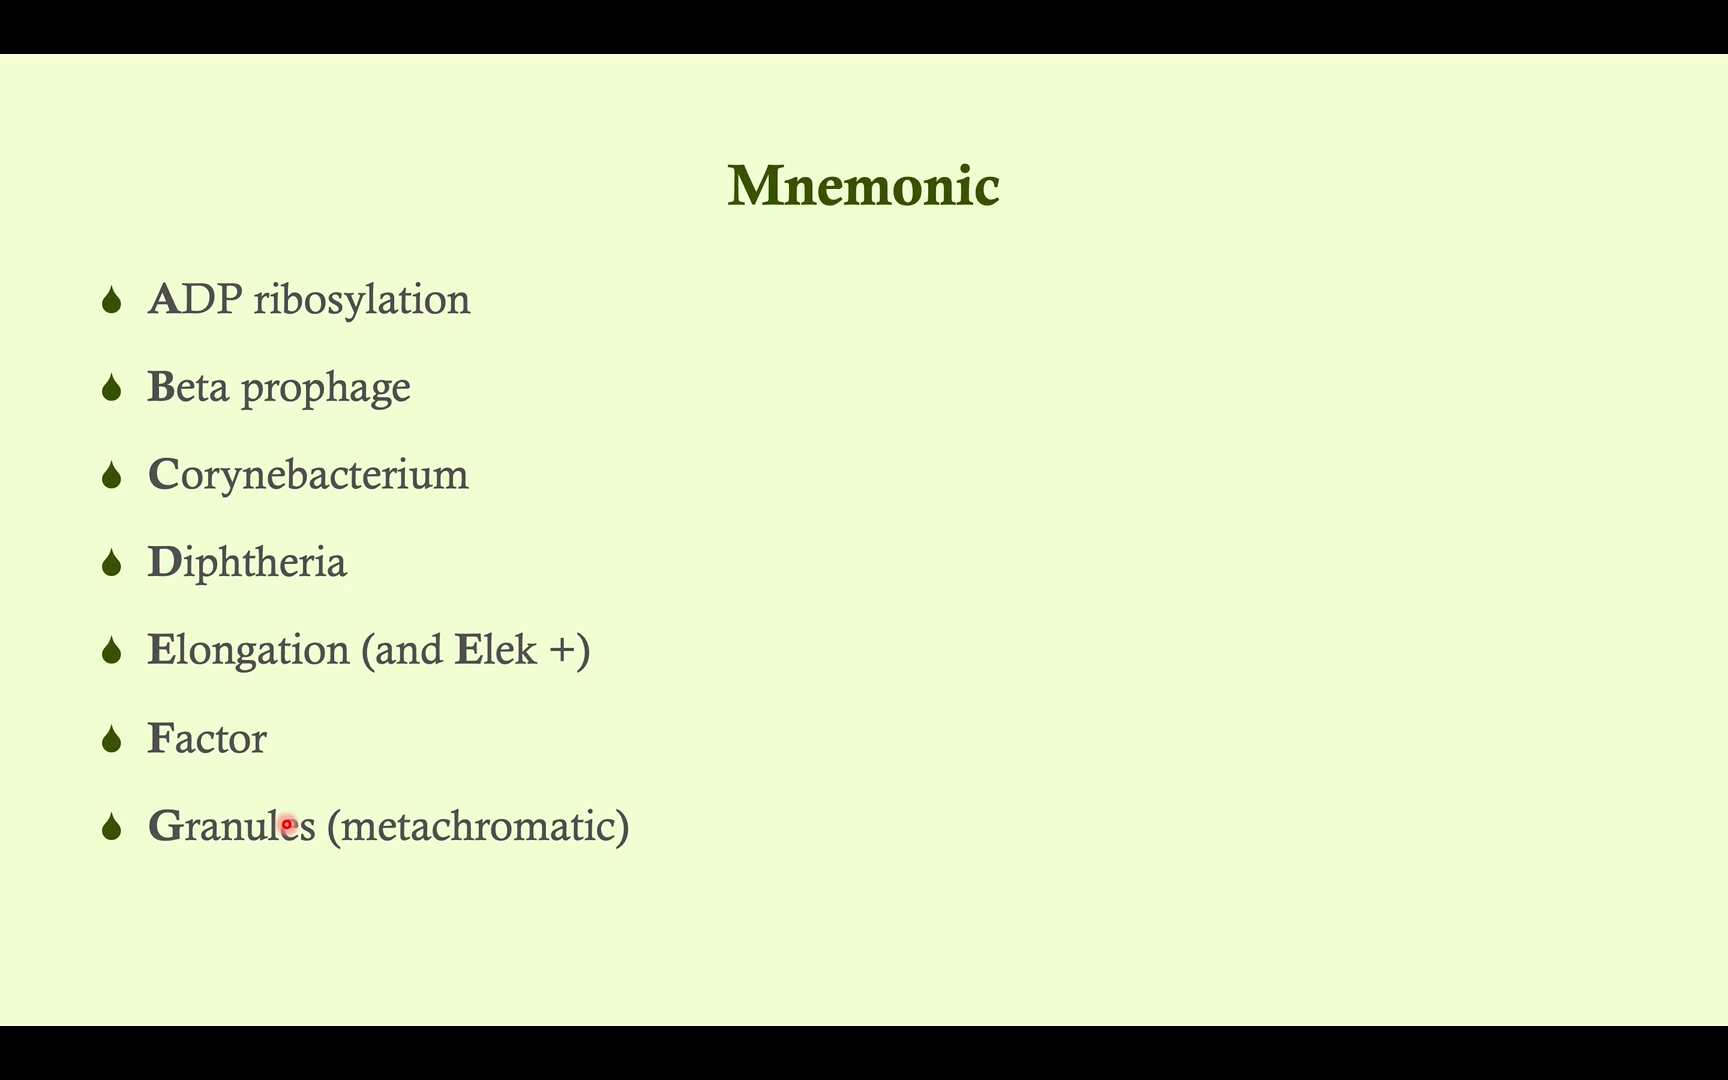 Mnemonic
ADP ribosylation
Beta prophage
Corynebacterium
Diphtheria
Elongation (and Elek +)
Factor
Granules (metachromatic)